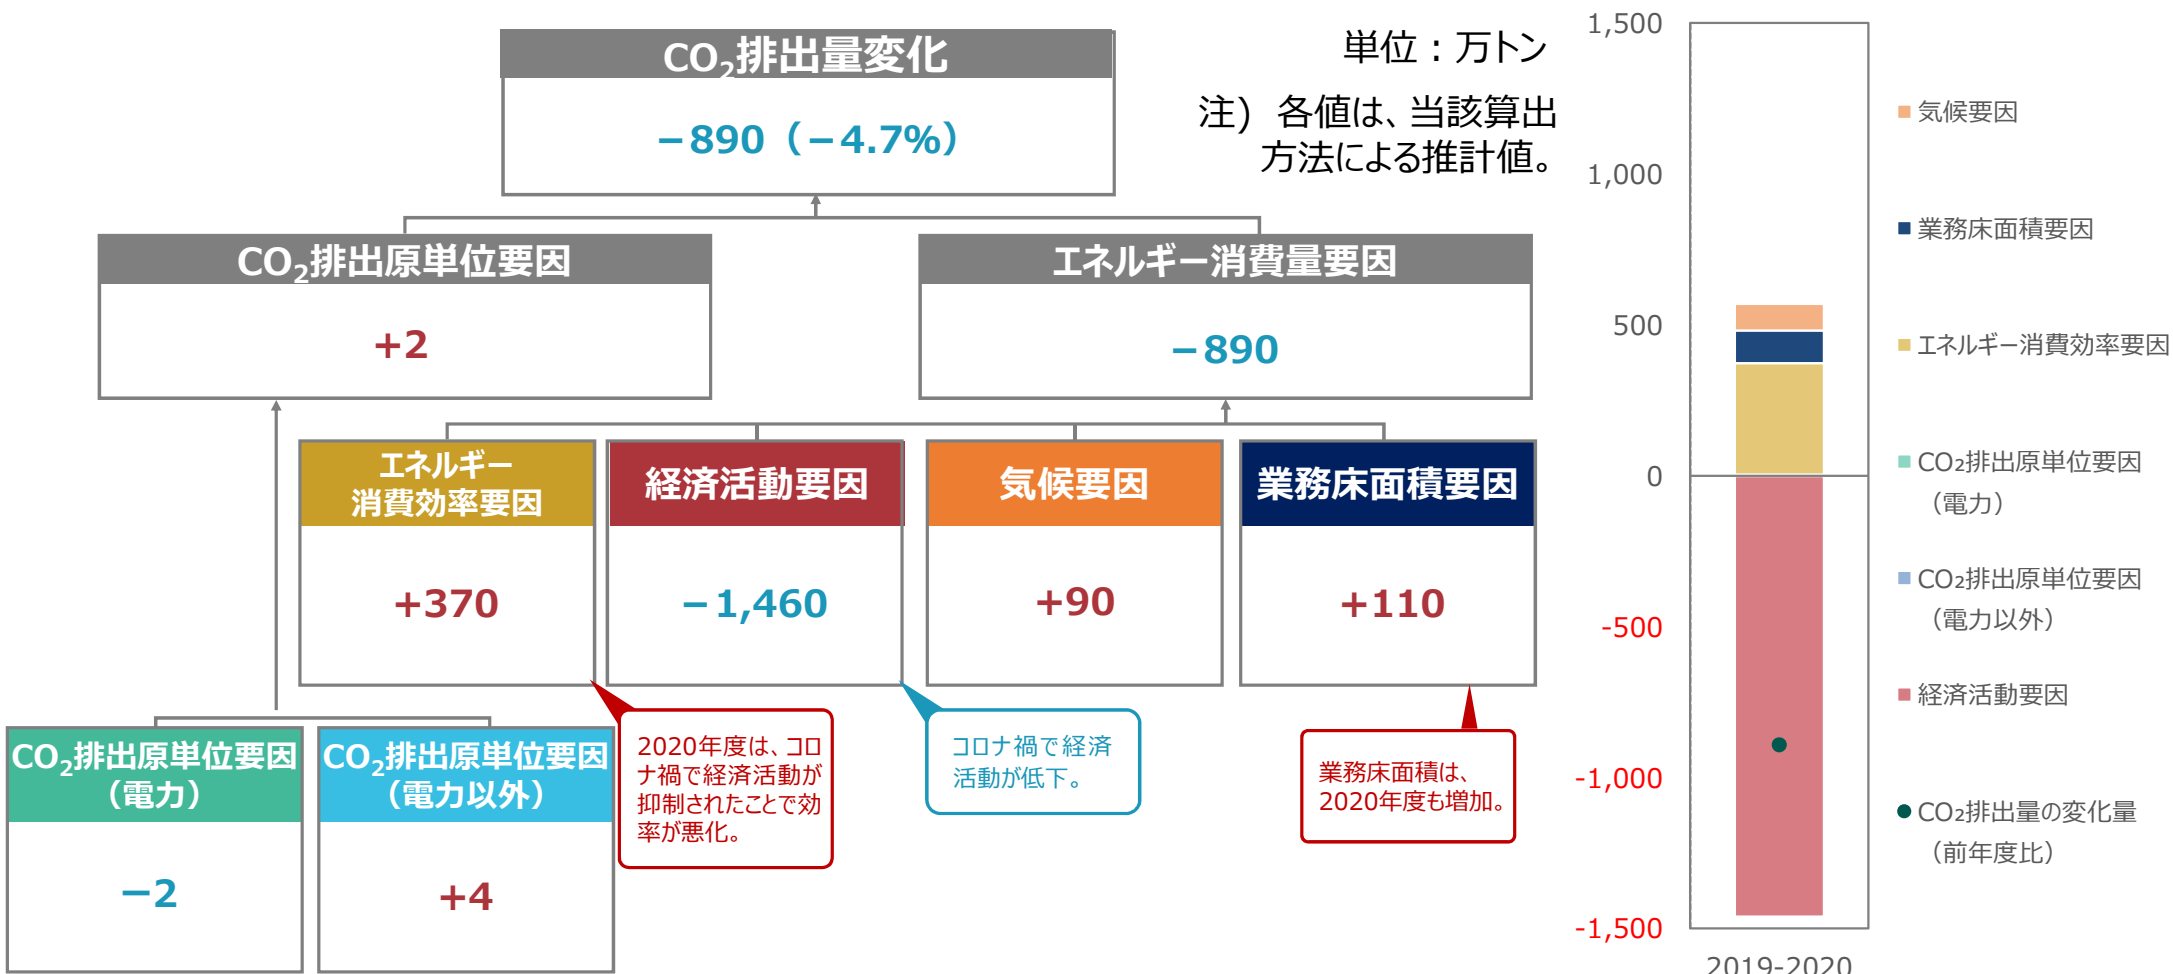 CO₂排出量変化
－890（－4.7%）
単位：万トン
注） 各値は、当該算出
方法による推計値。
CO₂排出原単位要因
+2
エネルギー消費量要因
－890
エネルギー
消費効率要因
+370
経済活動要因
－1,460
気候要因
+90
業務床面積要因
+110
CO₂排出原単位要因
（電力）
－2
CO₂排出原単位要因
（電力以外）
+4
2020年度は、コロ
ナ禍で経済活動が
抑制されたことで効
率が悪化。
コロナ禍で経済
活動が低下。
業務床面積は、
2020年度も増加。
1,500
1,000
500
0
-500
-1,000
-1,500
2019-2020
気候要因
業務床面積要因
エネルギー消費効率要因
CO₂排出原単位要因
（電力）
CO₂排出原単位要因
（電力以外）
経済活動要因
CO₂排出量の変化量
（前年度比）